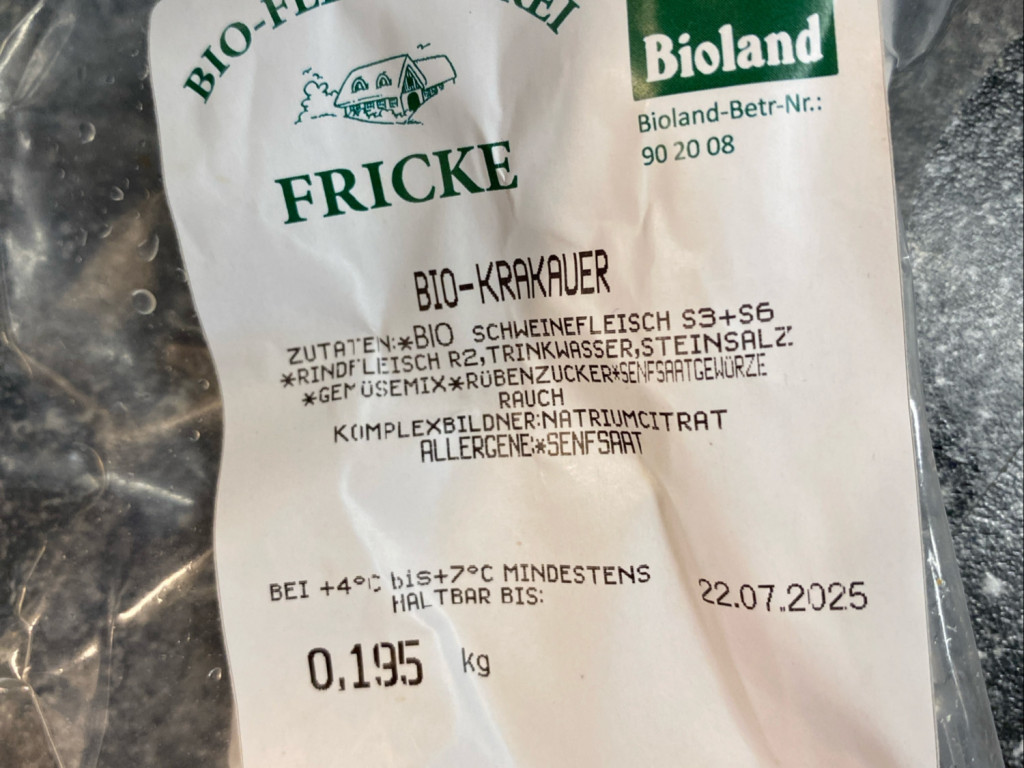 FRICKE
Bioland
Bioland-Betr-Nr.:
90 20 08
BIO-KRAKAUER
ZUTATEN:*BIO SCHWEINEFLEISCH S3+S6
*RINDFLEISCH R2,TRINKWASSER,STEINSALZ.
*GEMÜSEMIX*RÜBENZUCKER*SENFSAATGEWÜRZE
RAUCH
KOMPLEXBILDNER:NATRIUMCITRAT
ALLERGENE:*SENFSAAT
BEI +4°C bis+7°C MINDESTENS
HALTBAR BIS:
22.07.2025
0,195 kg